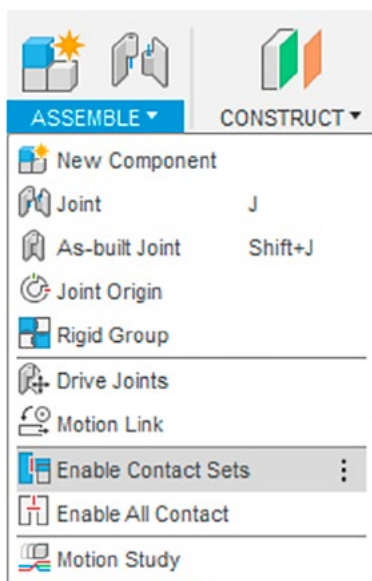 ASSEMBLE CONSTRUCT
New Component
Joint J
As-built Joint Shift+J
Joint Origin
Rigid Group
Drive Joints
Motion Link
Enable Contact Sets
Enable All Contact
Motion Study